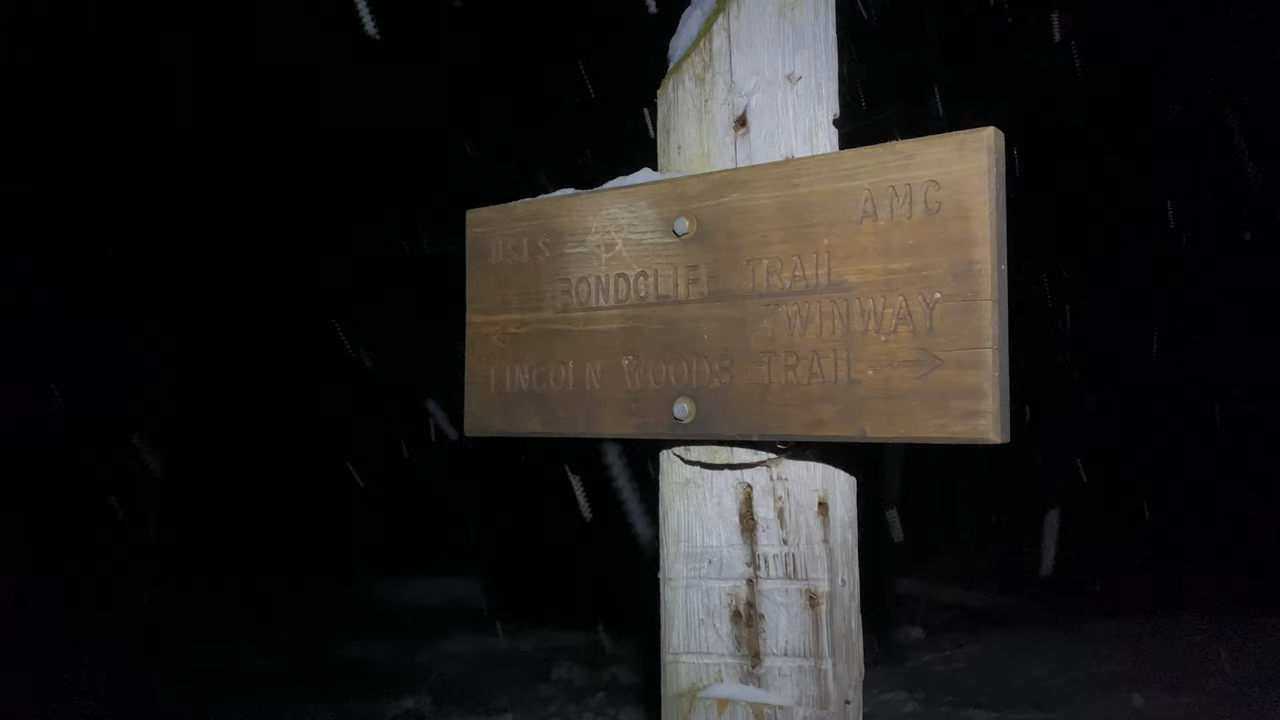 USFS AMC
BONDCLIFF TRAIL
TWINWAY
← LINCOLN WOODS TRAIL →